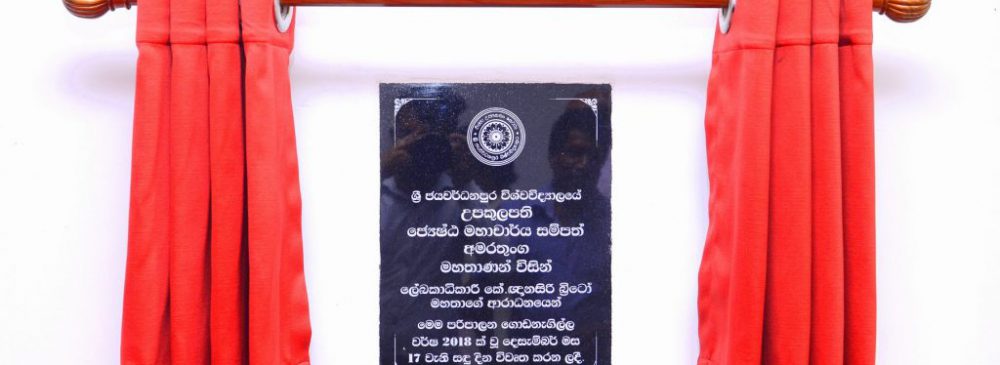 ශ්‍රී ජයවර්ධනපුර විශ්වවිද්‍යාලයේ
උපකුලපති
ජ්‍යෙෂ්ඨ මහාචාර්ය සම්පත්
අමරතුංග
මහතාණන් විසින්
ලේඛකාධිකාරී කේ.ඥානසිරි බ්‍රිටෝ
මහතාගේ ආරාධනයෙන්
මෙම පරිපාලන ගොඩනැගිල්ල
වර්ෂ 2018 ක් වූ දෙසැම්බර් මස
17 වැනි සඳු දින විවෘත කරන ලදී.